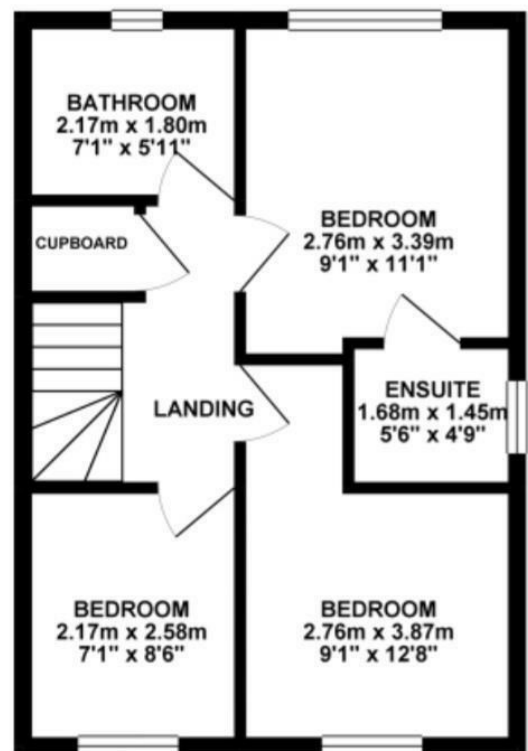 BATHROOM
2.17m x 1.80m
7'1" x 5'11"
CUPBOARD
BEDROOM
2.76m x 3.39m
9'1" x 11'1"
ENSUITE
1.68m x 1.45m
5'6" x 4'9"
LANDING
BEDROOM
2.17m x 2.58m
7'1" x 8'6"
BEDROOM
2.76m x 3.87m
9'1" x 12'8"